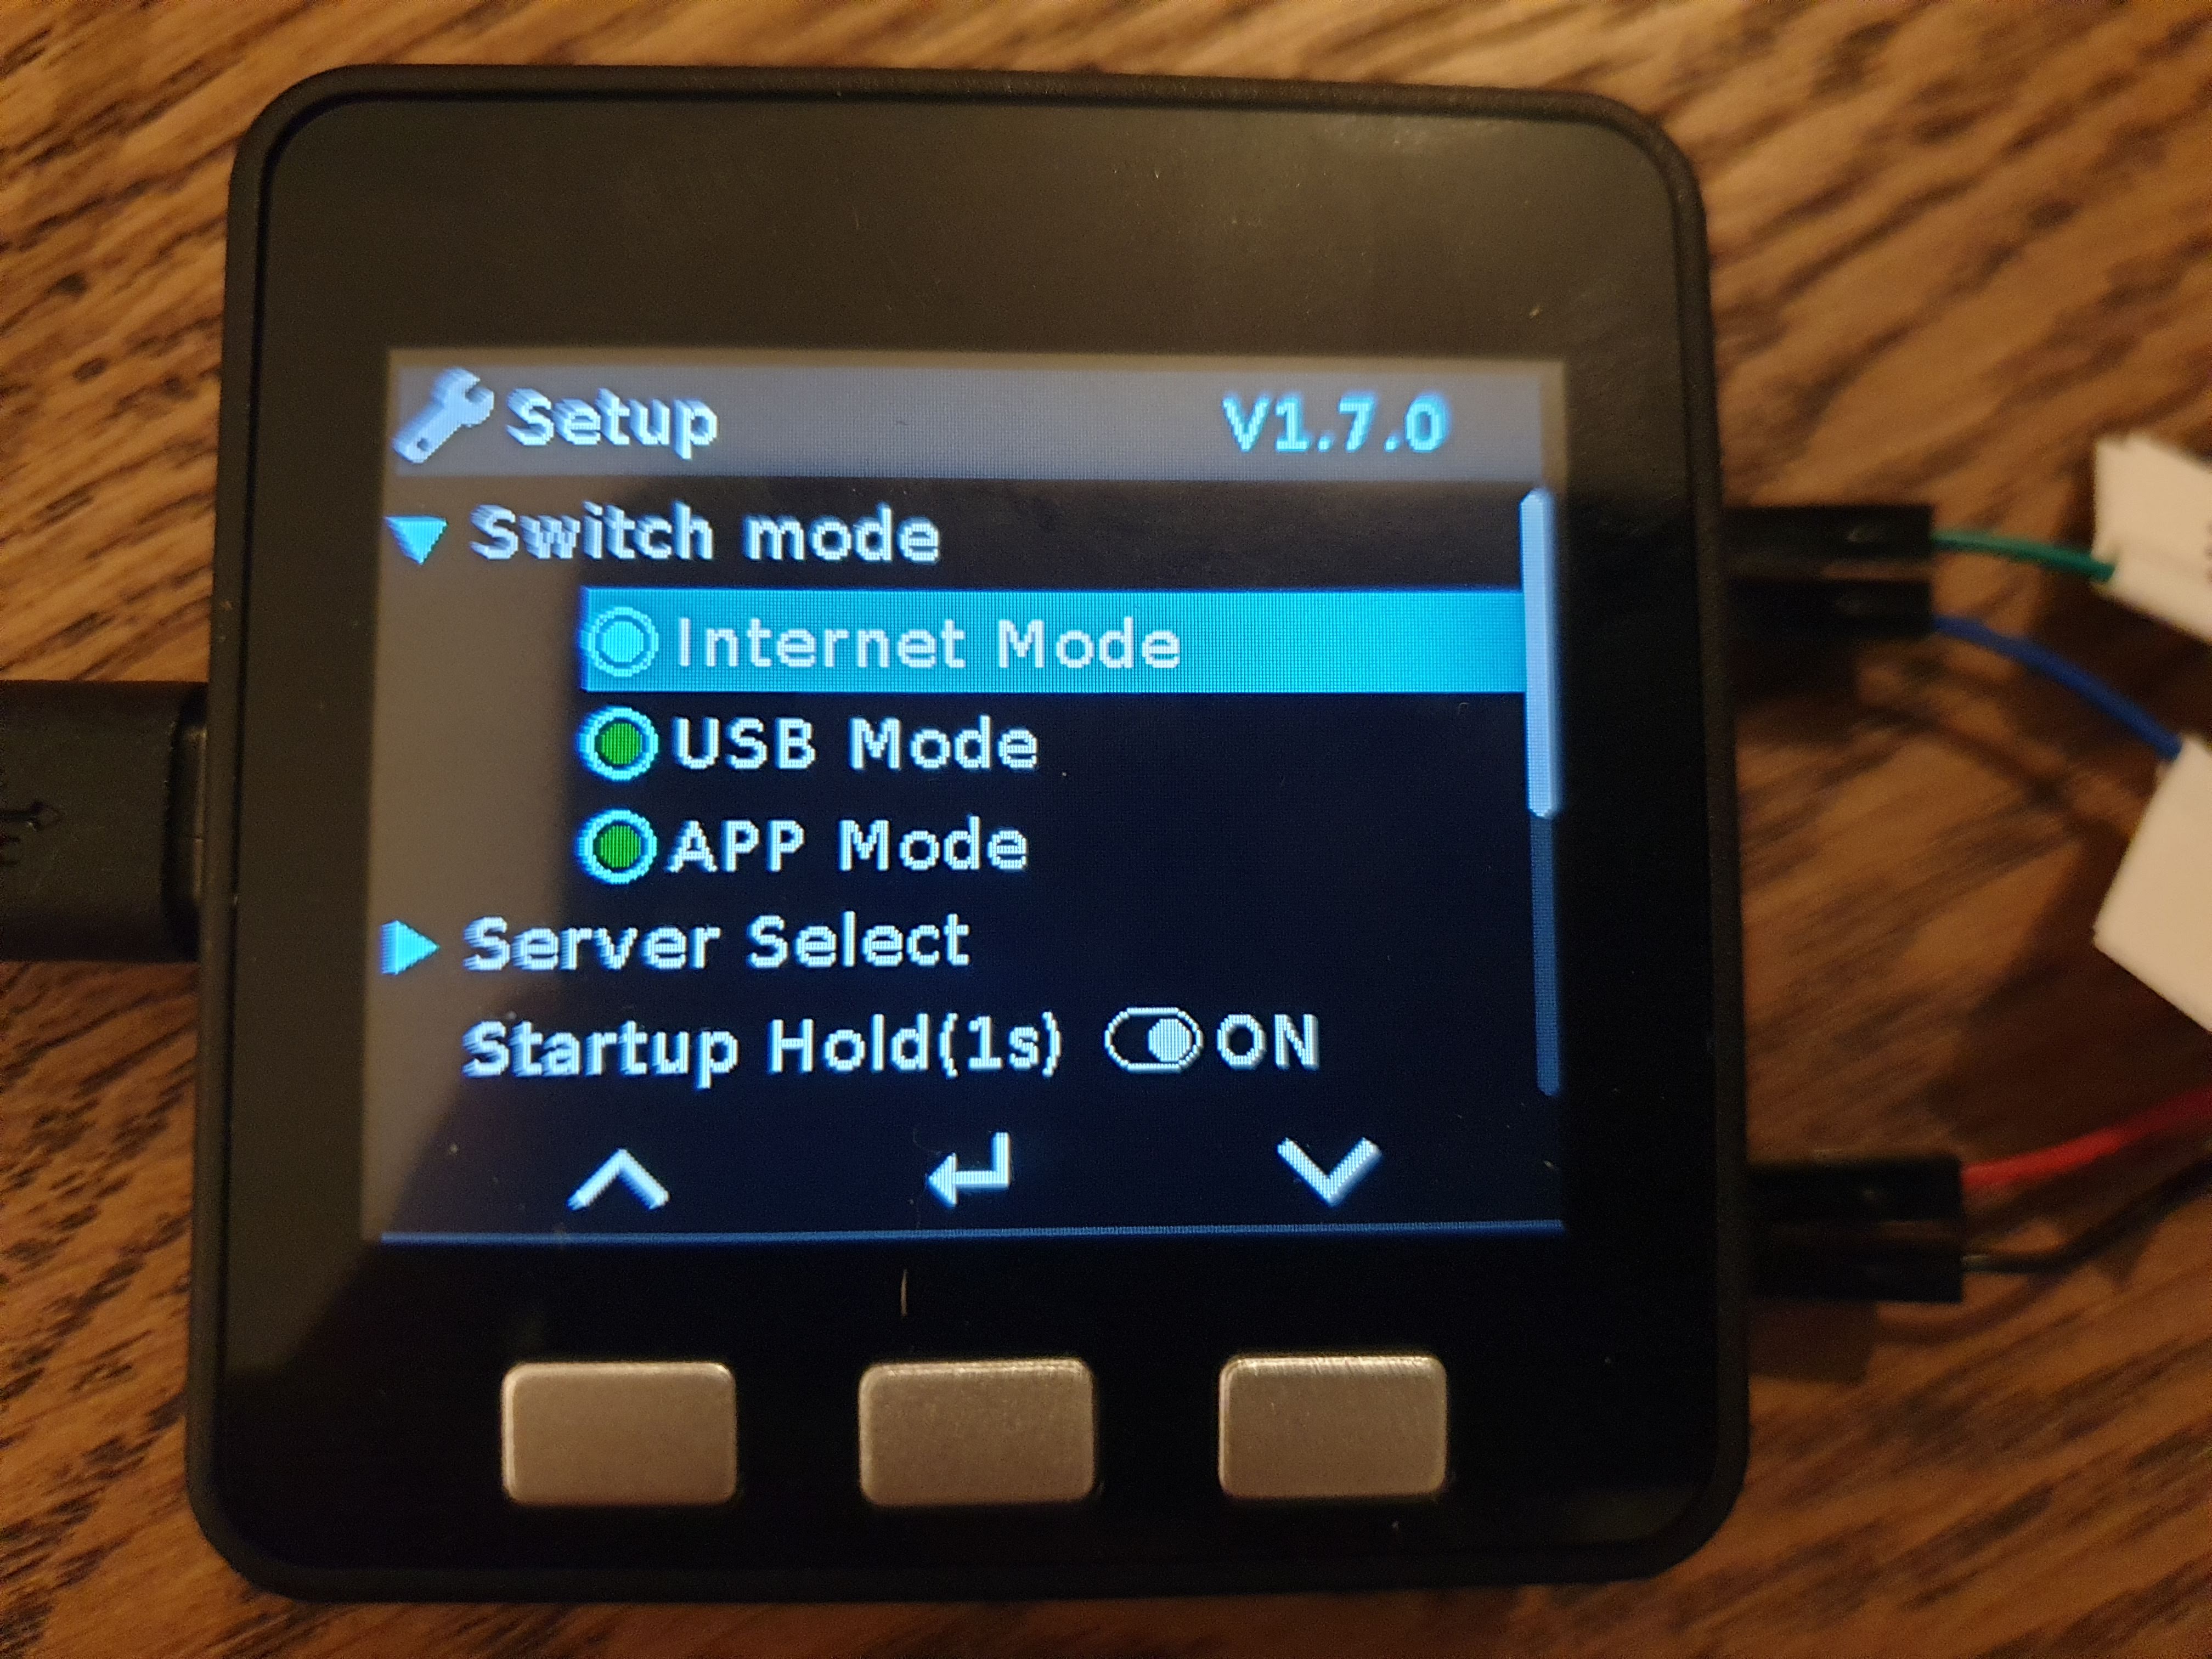 Setup V1.7.0
Switch mode
Internet Mode
USB Mode
APP Mode
Server Select
Startup Hold(1s) ON